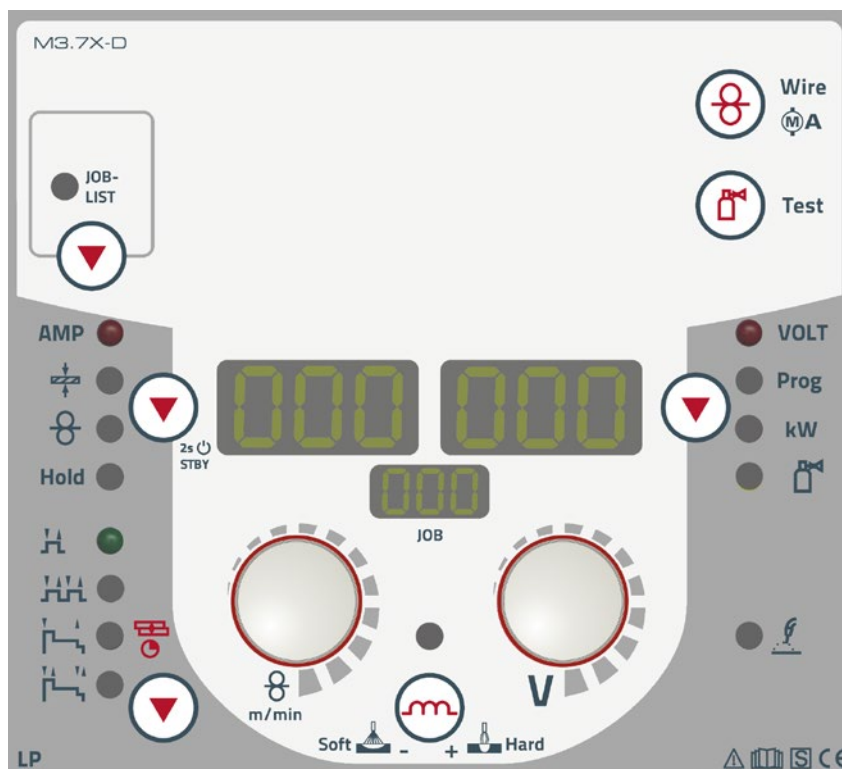 M3.7X-D
Wire
M A
JOB-
LIST
Test
AMP
VOLT
Prog
kW
Hold
000 000
2s
STBY
000
JOB
m/min
V
Soft - + Hard
LP
S CE